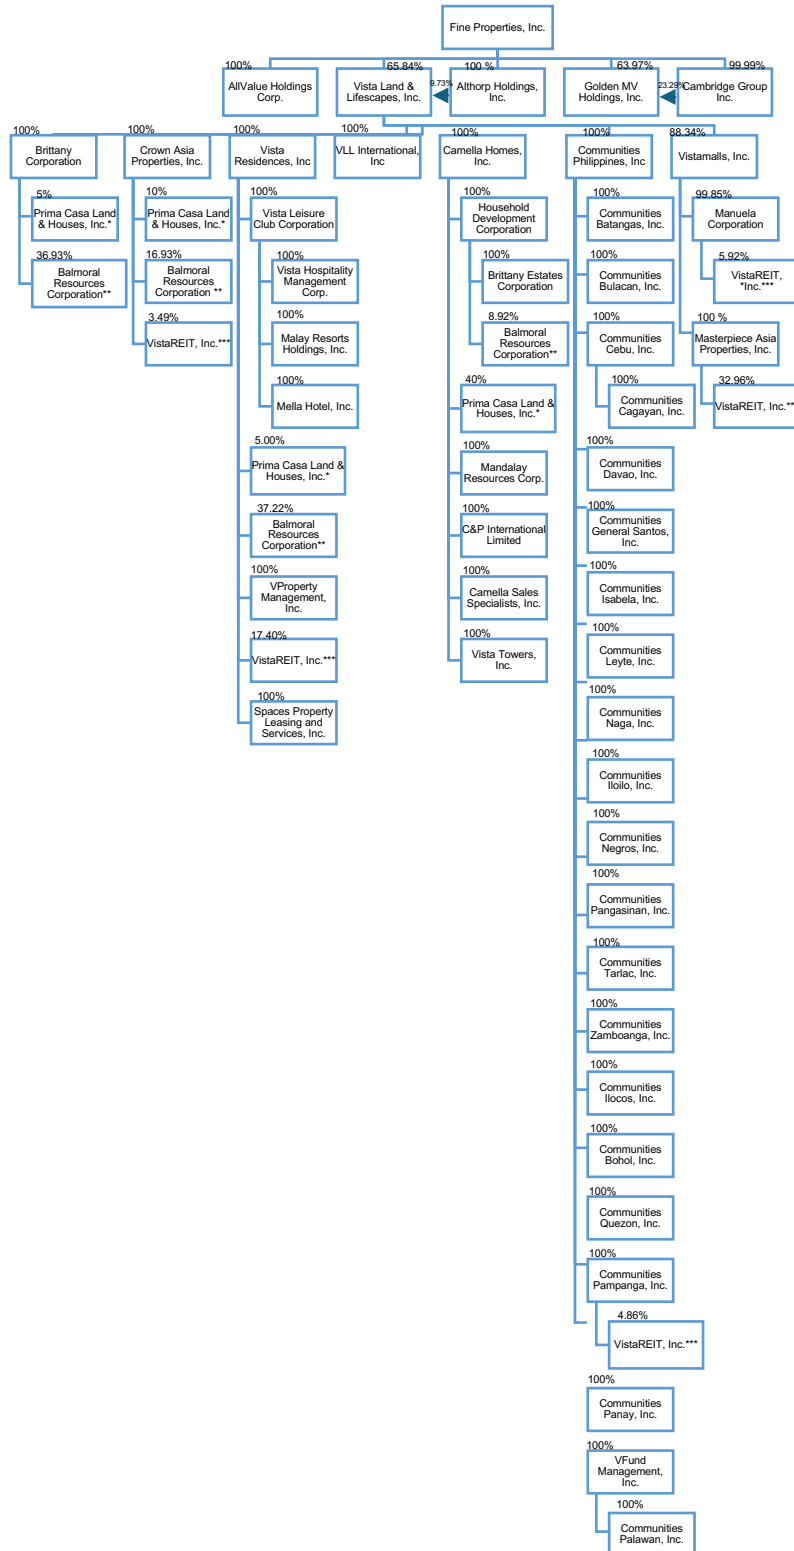 Fine Properties, Inc.
100%
65.84%
100 %
63.97%
99.99%
AllValue Holdings
Corp.
Vista Land &
Lifescapes, Inc.
9.73%
Althorp Holdings,
Inc.
Golden MV
Holdings, Inc.
23.29%
Cambridge Group
Inc.
100%
Brittany
Corporation
100%
Crown Asia
Properties, Inc.
100%
Vista
Residences, Inc
100%
VLL International,
Inc
100%
Camella Homes,
Inc.
100%
Communities
Philippines, Inc
88.34%
Vistamalls, Inc.
5%
Prima Casa Land
& Houses, Inc.*
36.93%
Balmoral
Resources
Corporation**
10%
Prima Casa Land
& Houses, Inc.*
16.93%
Balmoral
Resources
Corporation **
3.49%
VistaREIT, Inc.***
100%
Vista Leisure
Club Corporation
100%
Vista Hospitality
Management
Corp.
100%
Malay Resorts
Holdings, Inc.
100%
Mella Hotel, Inc.
5.00%
Prima Casa Land &
Houses, Inc.*
37.22%
Balmoral
Resources
Corporation**
100%
VProperty
Management,
Inc.
17.40%
VistaREIT, Inc.***
100%
Spaces Property
Leasing and
Services, Inc.
100%
Household
Development
Corporation
100%
Brittany Estates
Corporation
8.92%
Balmoral
Resources
Corporation**
40%
Prima Casa Land &
Houses, Inc.*
100%
Mandalay
Resources Corp.
100%
C&P International
Limited
100%
Camella Sales
Specialists, Inc.
100%
Vista Towers,
Inc.
100%
Communities
Batangas, Inc.
100%
Communities
Bulacan, Inc.
100%
Communities
Cebu, Inc.
100%
Communities
Cagayan, Inc.
100%
Communities
Davao, Inc.
100%
Communities
General Santos,
Inc.
100%
Communities
Isabela, Inc.
100%
Communities
Leyte, Inc.
100%
Communities
Naga, Inc.
100%
Communities
Iloilo, Inc.
100%
Communities
Negros, Inc.
100%
Communities
Pangasinan, Inc.
100%
Communities
Tarlac, Inc.
100%
Communities
Zamboanga, Inc.
100%
Communities
Ilocos, Inc.
100%
Communities
Bohol, Inc.
100%
Communities
Quezon, Inc.
100%
Communities
Pampanga, Inc.
4.86%
VistaREIT, Inc.***
100%
Communities
Panay, Inc.
100%
VFund
Management,
Inc.
100%
Communities
Palawan, Inc.
99.85%
Manuela
Corporation
5.92%
VistaREIT,
*Inc.***
100 %
Masterpiece Asia
Properties, Inc.
32.96%
VistaREIT, Inc.**